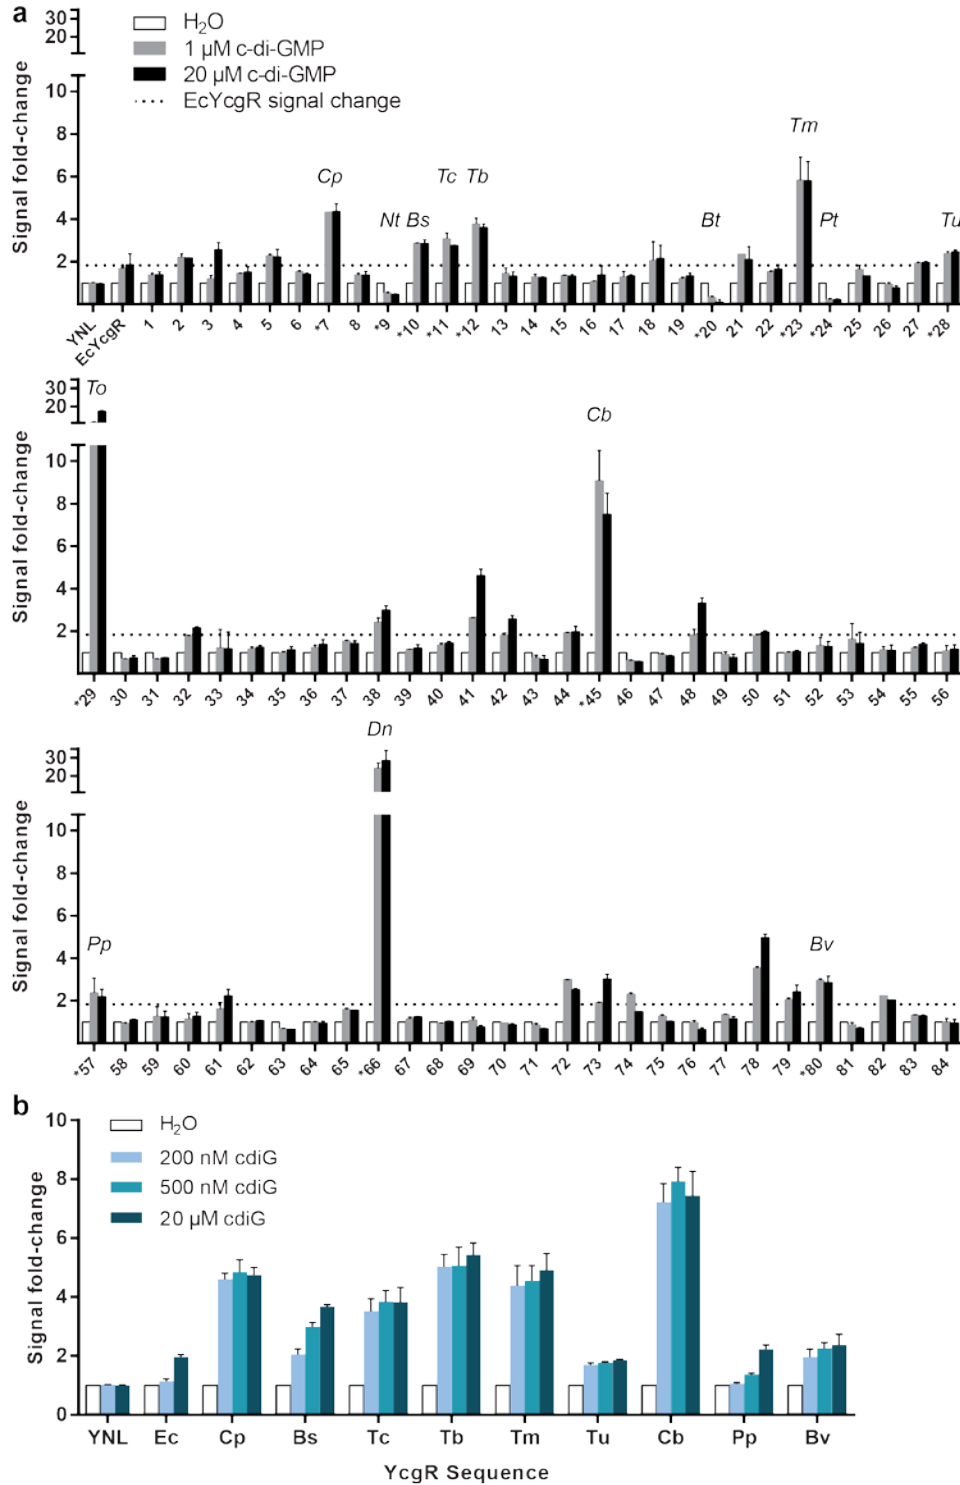 a
H₂O
1 µM c-di-GMP
20 µM c-di-GMP
EcYcgR signal change
Signal fold-change
30
20
10
8
6
4
2
Cp
Nt Bs
Tc Tb
Bt
Tm
Pt
Tu
YNL EcYcgR 1 2 3 4 5 6 *7 8 *9 *10 *11 *12 13 14 15 16 17 18 19 *20 21 22 *23 *24 25 26 27 *28
Signal fold-change
30
20
10
8
6
4
2
To
Cb
*29 30 31 32 33 34 35 36 37 38 39 40 41 42 43 44 *45 46 47 48 49 50 51 52 53 54 55 56
Signal fold-change
30
20
10
8
6
4
2
Pp
Dn
Bv
*57 58 59 60 61 62 63 64 65 *66 67 68 69 70 71 72 73 74 75 76 77 78 79 *80 81 82 83 84
b
H₂O
200 nM cdiG
500 nM cdiG
20 µM cdiG
Signal fold-change
10
8
6
4
2
0
YNL Ec Cp Bs Tc Tb Tm Tu Cb Pp Bv
YcgR Sequence